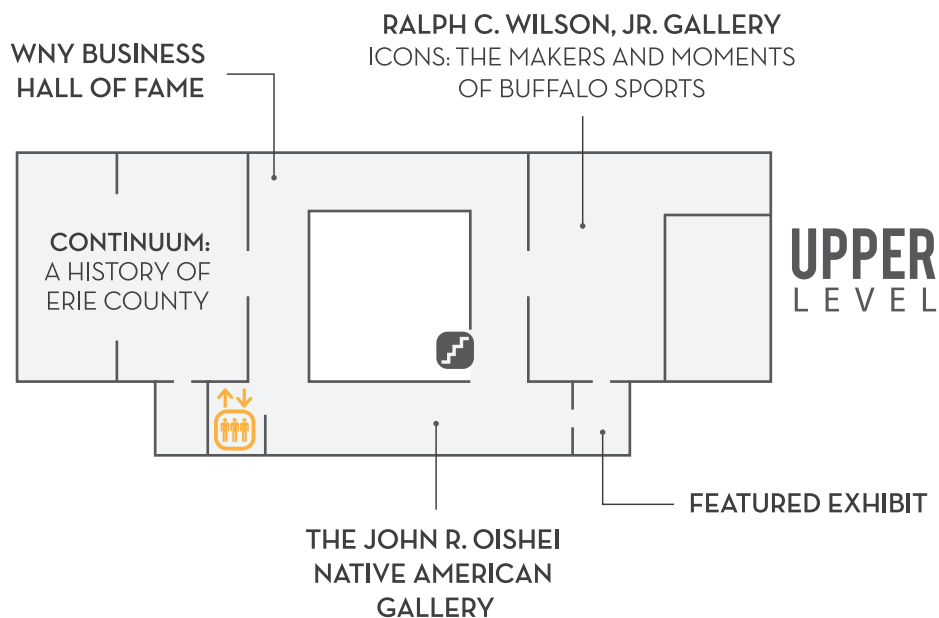 RALPH C. WILSON, JR. GALLERY
ICONS: THE MAKERS AND MOMENTS
OF BUFFALO SPORTS
WNY BUSINESS
HALL OF FAME
CONTINUUM:
A HISTORY OF
ERIE COUNTY
UPPER
LEVEL
FEATURED EXHIBIT
THE JOHN R. OISHEI
NATIVE AMERICAN
GALLERY